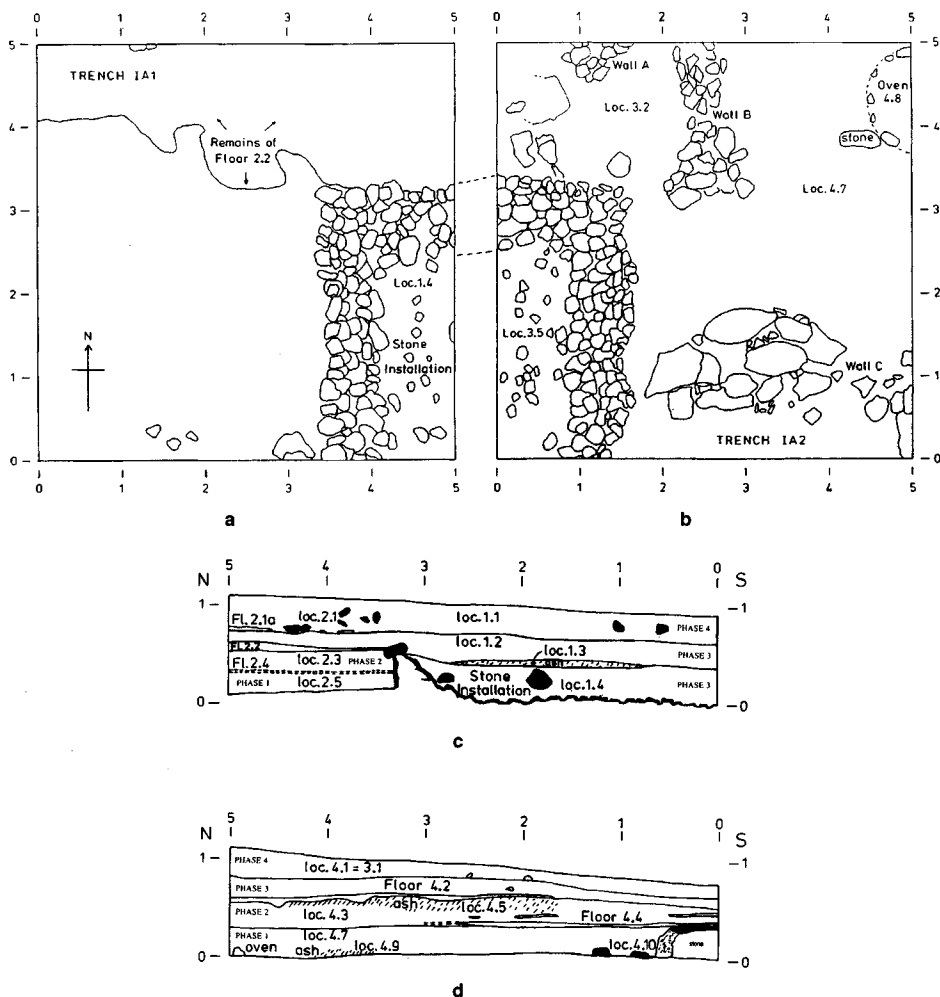 0 1 2 3 4 5
5
4
3
2
1
0
TRENCH IA1
Remains of
Floor 2.2
Loc.1.4
Stone
Installation
N
0 1 2 3 4 5
a
0 1 2 3 4 5
Wall A
Loc. 3.2
Wall B
Oven
4.8
stone
Loc. 4.7
Loc.3.5
Wall C
TRENCH IA2
5
4
3
2
1
0
0 1 2 3 4 5
b
N 5 4 3 2 1 0 S
1
Fl. 2.1a
loc.2.1
loc.1.1
PHASE 4
1
FL.2.2
loc.1.2
PHASE 3
loc.1.3
loc. 2.3
PHASE 2
Fl. 2.4
PHASE 1
loc.2.5
Stone
Installation
loc.1.4
PHASE 3
0
0
c
N 5 4 3 2 1 0 S
1
PHASE 4
loc. 4.1 = 3.1
1
PHASE 3
Floor 4.2
PHASE 2
loc. 4.3
ash
loc.4.5
Floor 4.4
PHASE 1
loc. 4.7
oven
ash
loc. 4.9
loc.4.10
stone
0
0
d